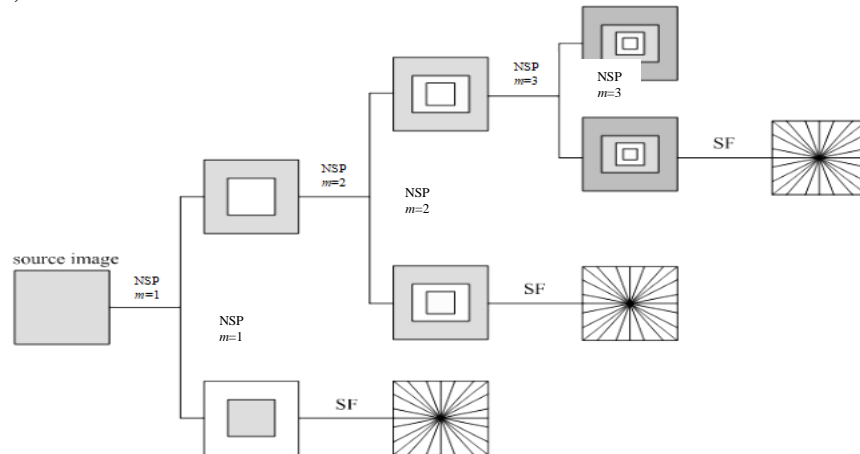 NSP
m=3
NSP
m=3
SF
NSP
m=2
NSP
m=2
source image
NSP
m=1
SF
NSP
m=1
SF